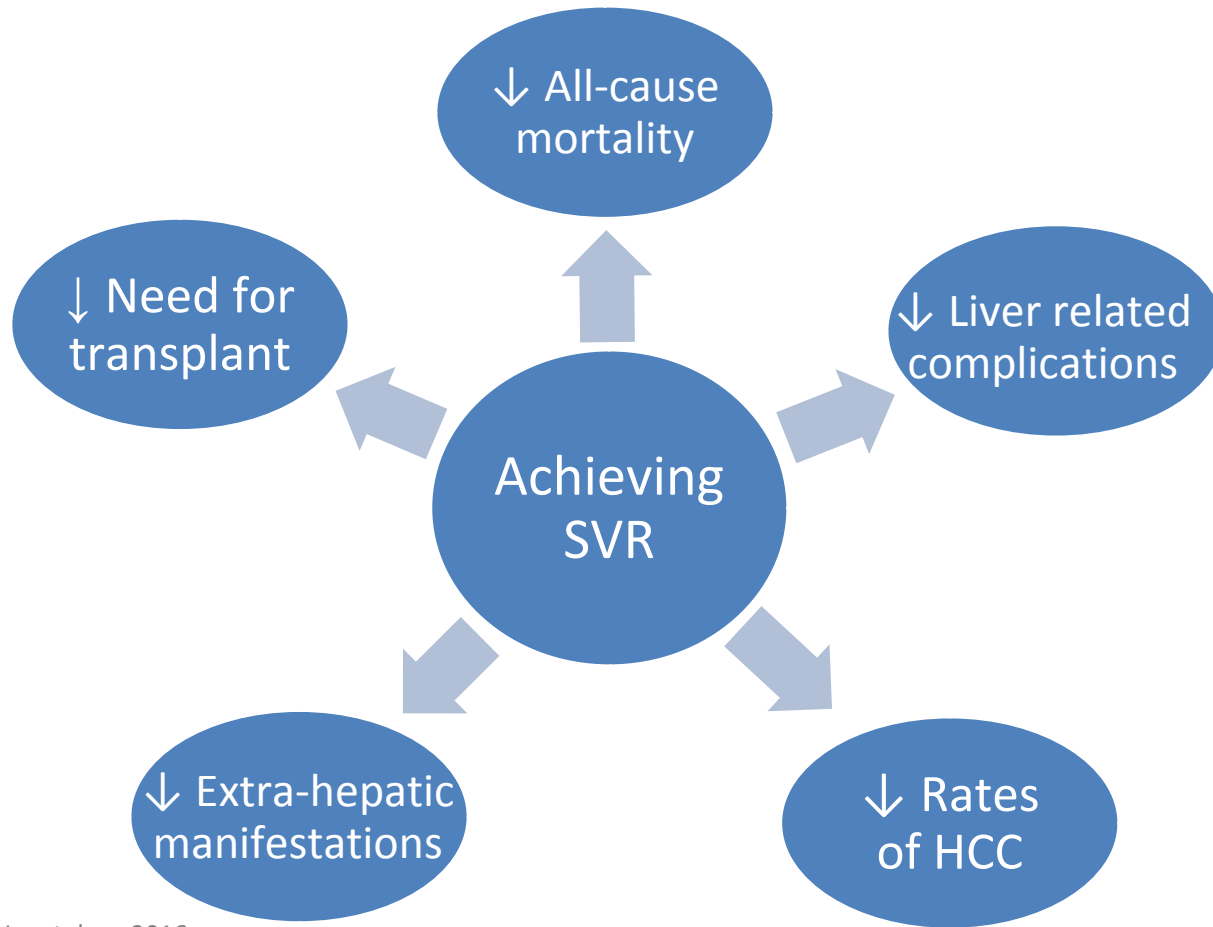 ↓ All-cause
mortality
↓ Need for
transplant
↓ Liver related
complications
Achieving
SVR
↓ Extra-hepatic
manifestations
↓ Rates
of HCC